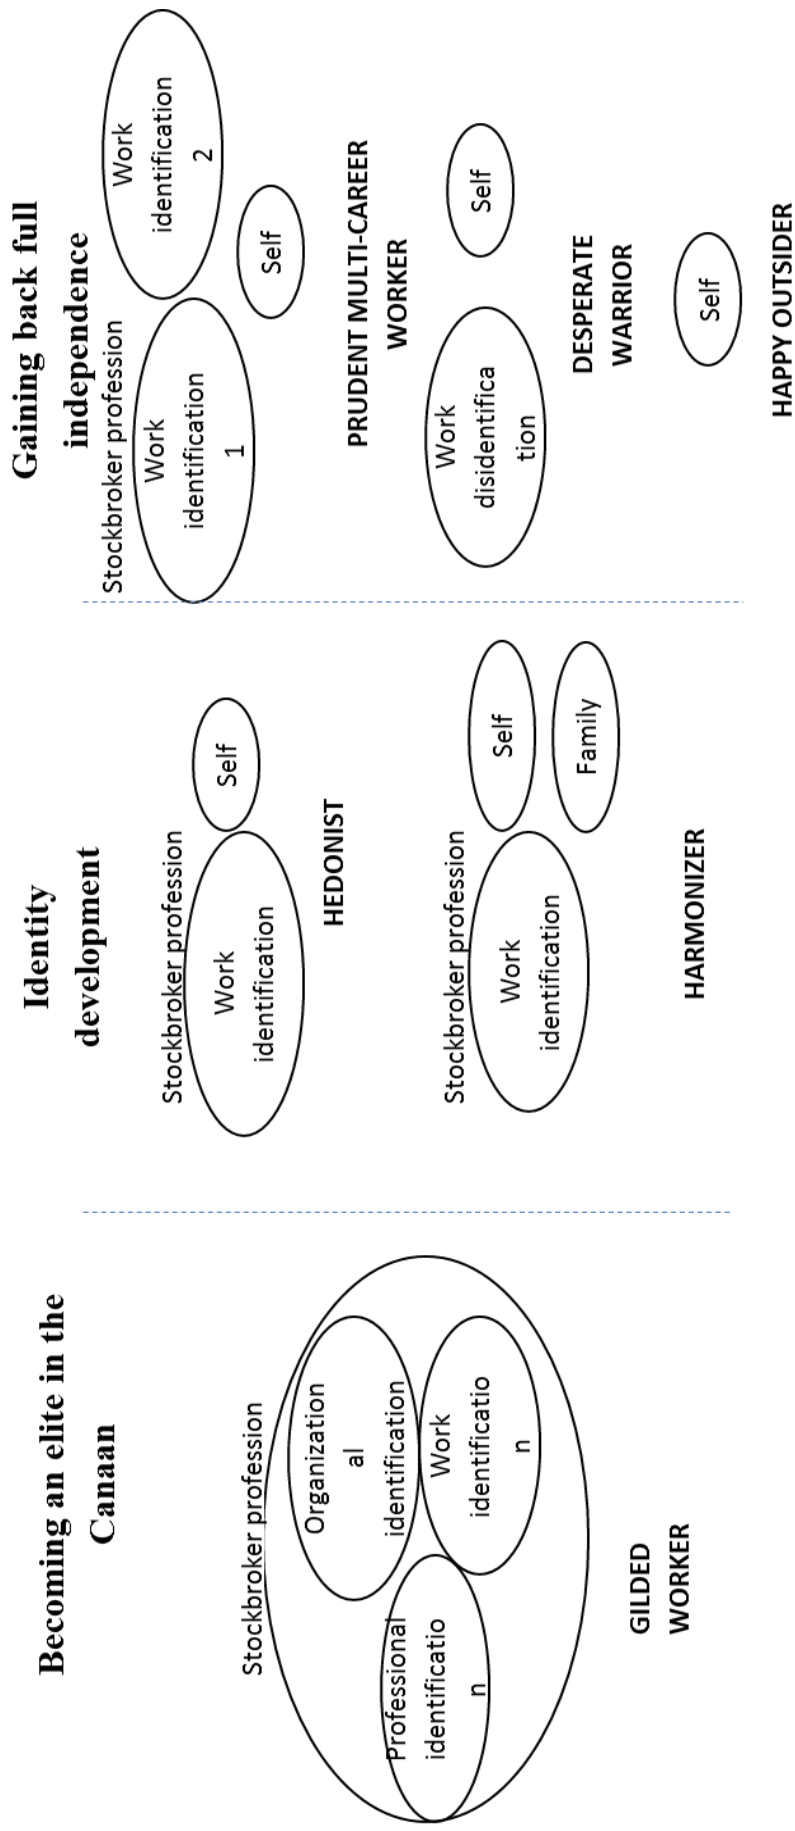 Becoming an elite in the
Canaan
Stockbroker profession
Organization
al
identification
Professional
identificatio
n
Work
identificatio
n
GILDED
WORKER
Identity
development
Stockbroker profession
Work
identification
Self
HEDONIST
Stockbroker profession
Work
identification
Self
Family
HARMONIZER
Gaining back full
independence
Stockbroker profession
Work
identification
1
Work
identification
2
Self
PRUDENT MULTI-CAREER
WORKER
Work
disidentifica
tion
Self
DESPERATE
WARRIOR
Self
HAPPY OUTSIDER